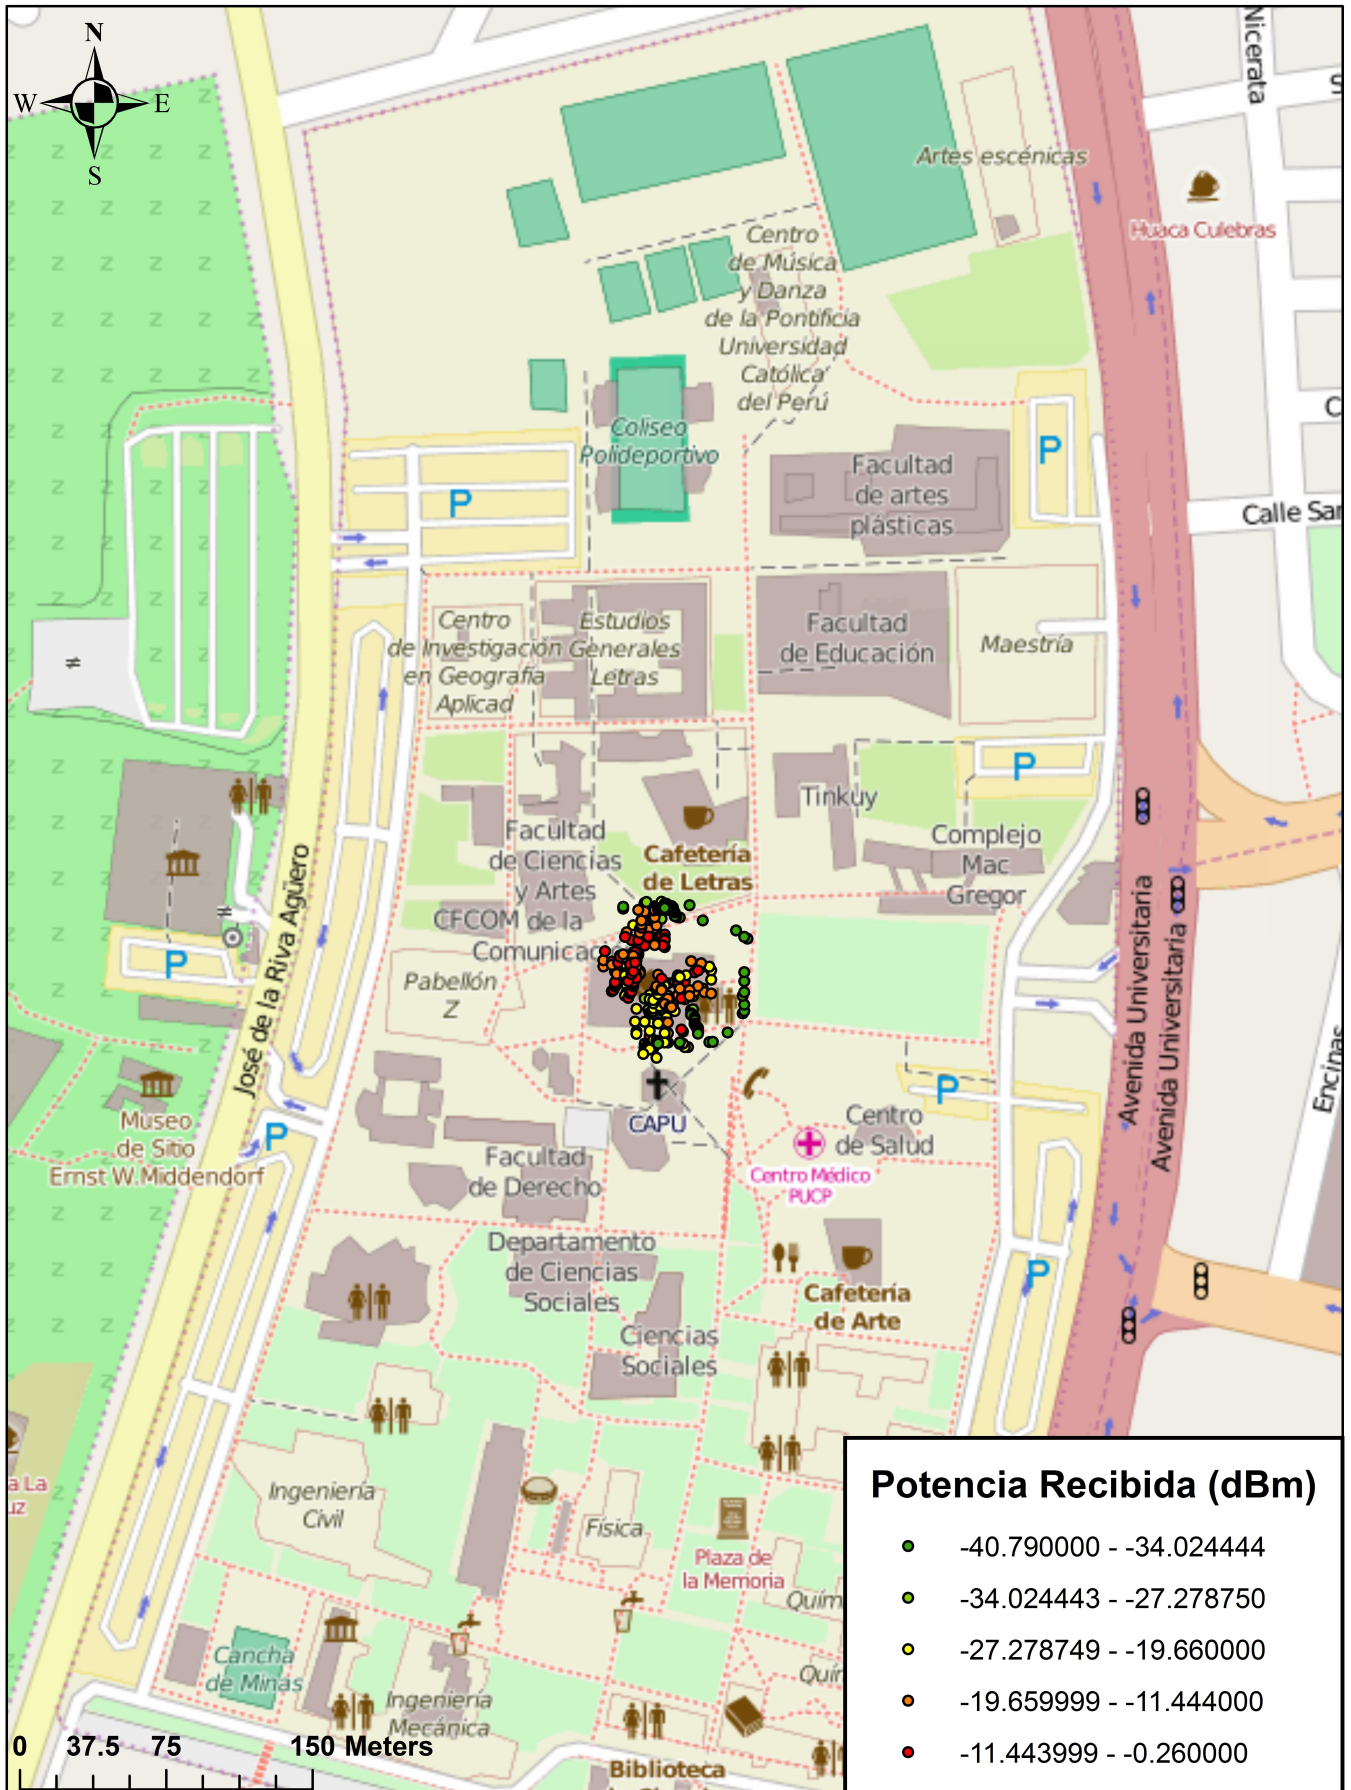 N
W
E
S
Nicerata
Artes escénicas
Huaca Culebras
Centro
de Música
y Danza
de la Pontificia
Universidad
Católica
del Perú
Coliseo
Polideportivo
P
P
Facultad
de artes
plásticas
Calle San
Centro
de Investigación
en Geografía
Aplicad
Estudios
Generales
Letras
Facultad
de Educación
Maestría
P
Tinkuy
Complejo
Mac
Gregor
Facultad
de Ciencias
y Artes
Cafetería
de Letras
CFCOM de la
Comunicac
Pabellón
Z
P
José de la Riva Agüero
Avenida Universitaria
Avenida Universitaria
Encinas
P
Museo
de Sitio
Ernst W.Middendorf
P
CAPU
Centro
de Salud
Centro Médico
PUCP
Facultad
de Derecho
Departamento
de Ciencias
Sociales
Cafetería
de Arte
P
Ciencias
Sociales
Ingeniería
Civil
Física
Plaza de
la Memoria
a La
uz
Quím
Quír
Cancha
de Minas
Ingeniería
Mecánica
Biblioteca
0 37.5 75 150 Meters
Potencia Recibida (dBm)
-40.790000 - -34.024444
-34.024443 - -27.278750
-27.278749 - -19.660000
-19.659999 - -11.444000
-11.443999 - -0.260000